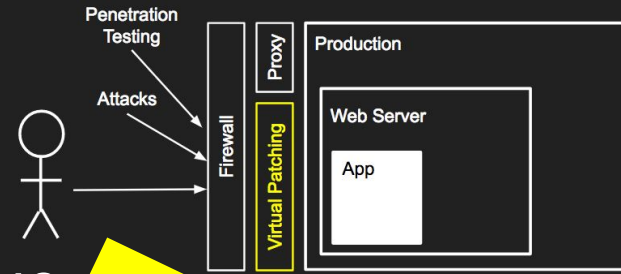 Penetration
Testing
Attacks
Firewall
Proxy
Virtual Patching
Production
Web Server
App